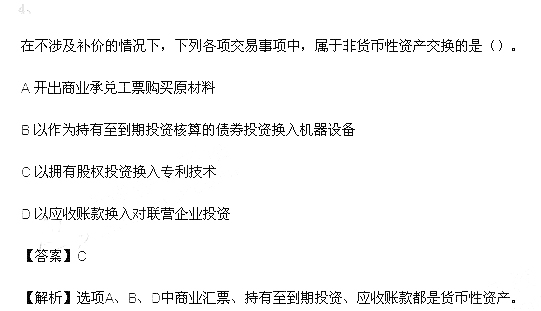 4、
在不涉及补价的情况下，下列各项交易事项中，属于非货币性资产交换的是（）。
A 开出商业承兑工票购买原材料
B 以作为持有至到期投资核算的债券投资换入机器设备
C 以拥有股权投资换入专利技术
D 以应收账款换入对联营企业投资
【答案】C
【解析】选项A、B、D中商业汇票、持有至到期投资、应收账款都是货币性资产。